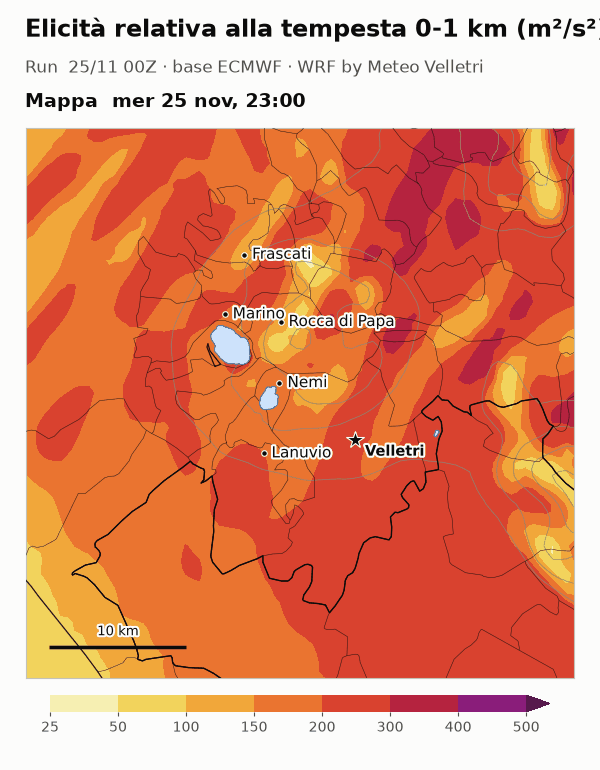 Elicità relativa alla tempesta 0-1 km (m²/s²)
Run  25/11 00Z · base ECMWF · WRF by Meteo Velletri
Mappa  mer 25 nov, 23:00
Frascati
Marino
Rocca di Papa
Nemi
Velletri
Lanuvio
10 km
25 50 100 150 200 300 400 500